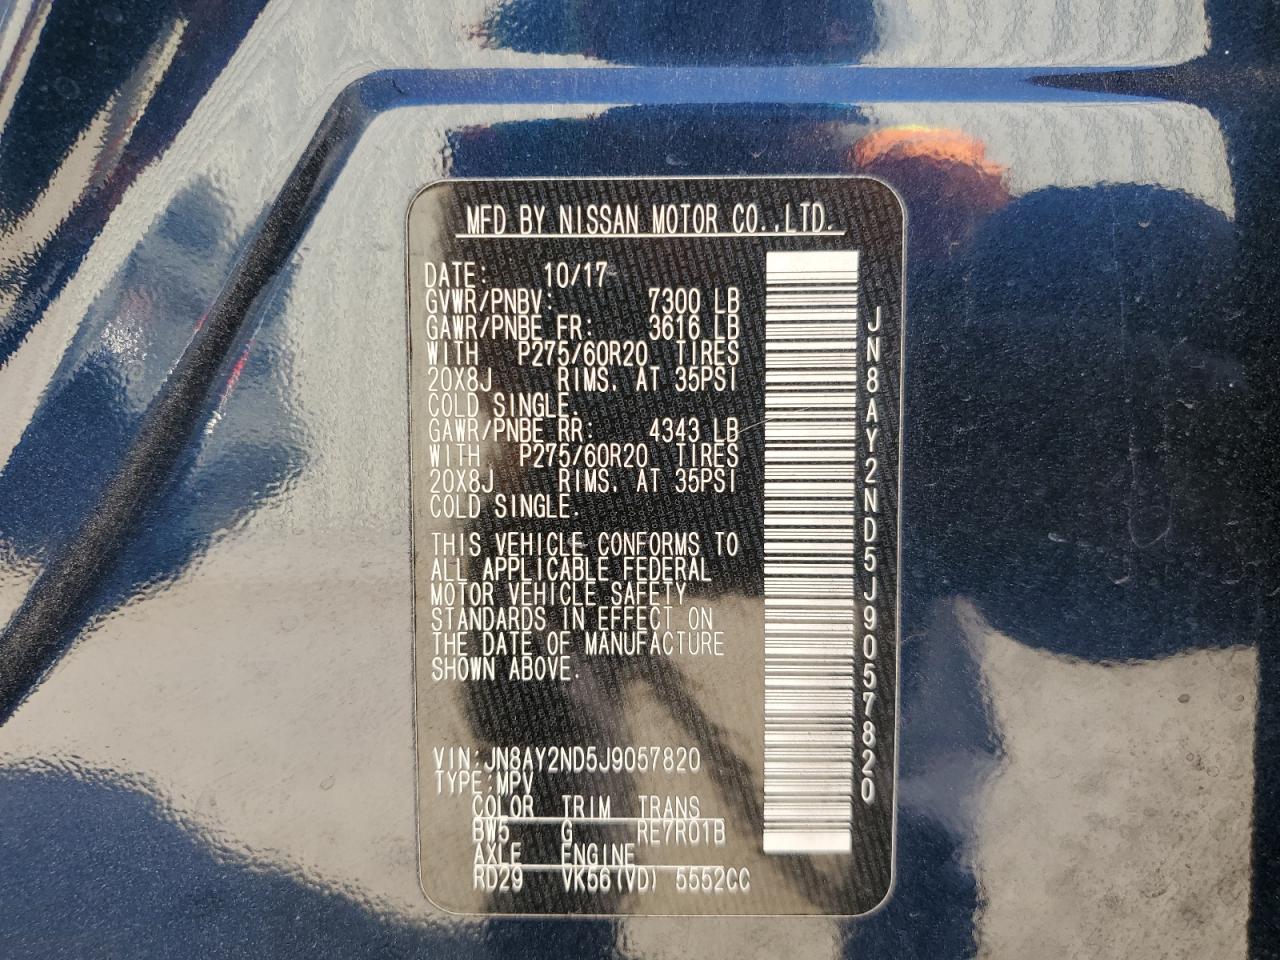 MFD BY NISSAN MOTOR CO.,LTD.
DATE: 10/17
GVWR/PNBV: 7300 LB
GAWR/PNBE FR: 3616 LB
WITH P275/60R20 TIRES
20X8J RIMS. AT 35PSI
COLD SINGLE.
GAWR/PNBE RR: 4343 LB
WITH P275/60R20 TIRES
20X8J RIMS. AT 35PSI
COLD SINGLE.
THIS VEHICLE CONFORMS TO
ALL APPLICABLE FEDERAL
MOTOR VEHICLE SAFETY
STANDARDS IN EFFECT ON
THE DATE OF MANUFACTURE
SHOWN ABOVE.
VIN:JN8AY2ND5J9057820
TYPE:MPV
COLOR TRIM TRANS
BW5 G RE7R01B
AXLE ENGINE
RD29 VK56(VD) 5552CC
JN8AY2ND5J9057820